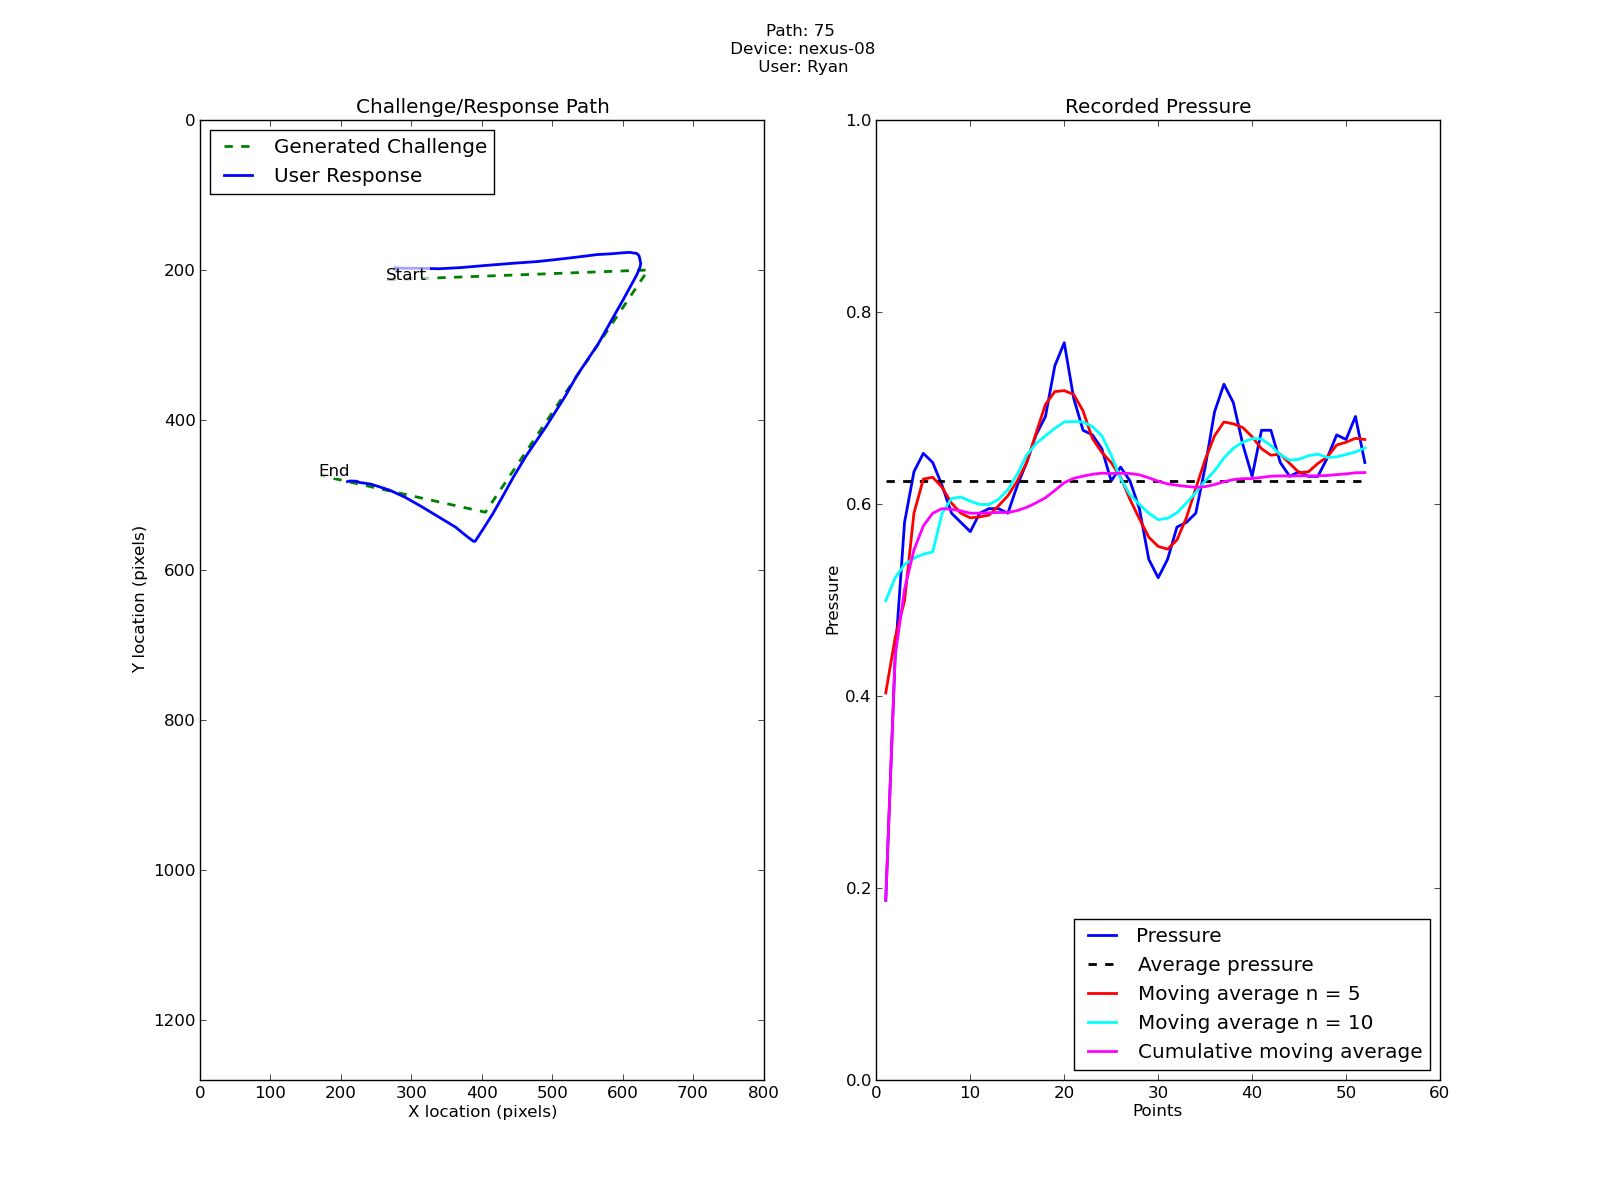 Path: 75
Device: nexus-08
User: Ryan
Challenge/Response Path
Generated Challenge
User Response
Start
End
0
200
400
600
800
1000
1200
Y location (pixels)
0 100 200 300 400 500 600 700 800
X location (pixels)
Recorded Pressure
1.0
0.8
0.6
0.4
0.2
0.0
Pressure
Pressure
Average pressure
Moving average n = 5
Moving average n = 10
Cumulative moving average
0 10 20 30 40 50 60
Points